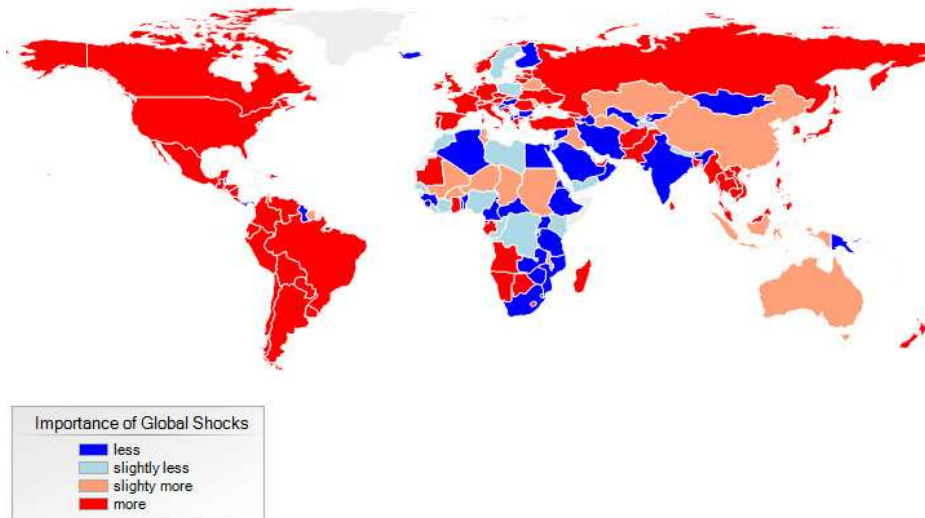 Importance of Global Shocks
less
slightly less
slighty more
more